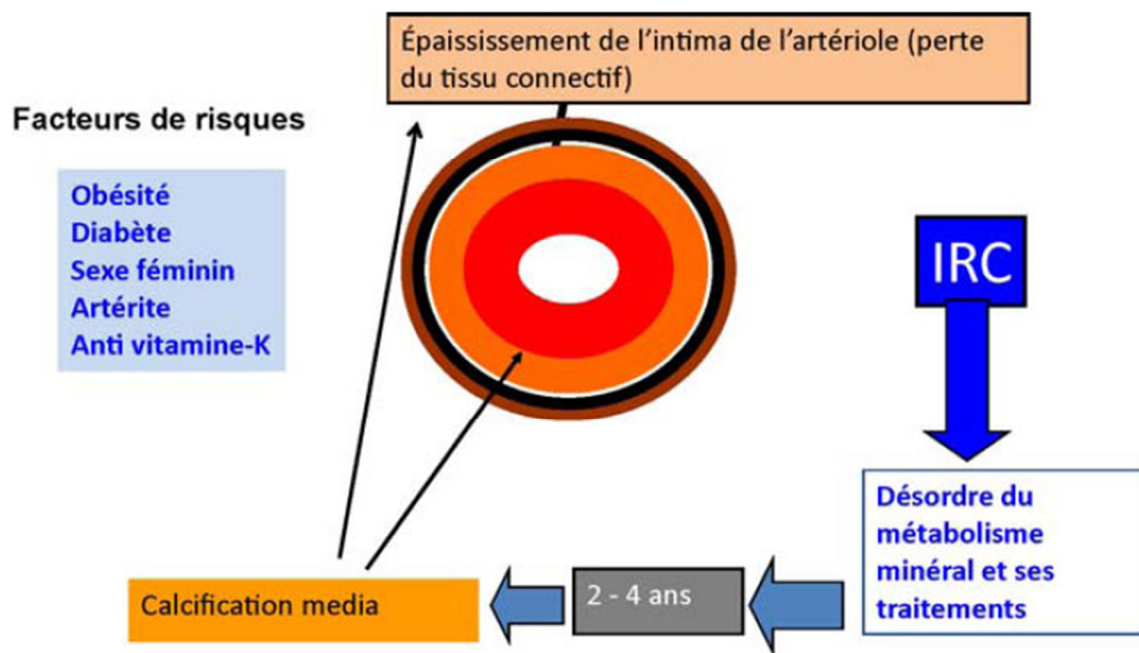 Épaississement de l'intima de l'artériole (perte
du tissu connectif)
Facteurs de risques
Obésité
Diabète
Sexe féminin
Artérite
Anti vitamine-K
IRC
Désordre du
métabolisme
minéral et ses
traitements
2 - 4 ans
Calcification media